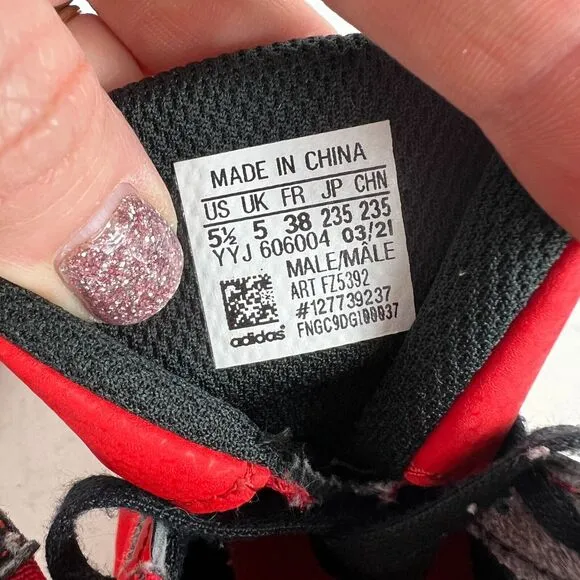 MADE IN CHINA
US UK FR JP CHN
5½ 5 38 235 235
YYJ 606004 03/21
MALE/MÂLE
ART FZ5392
#127739237
adidas®